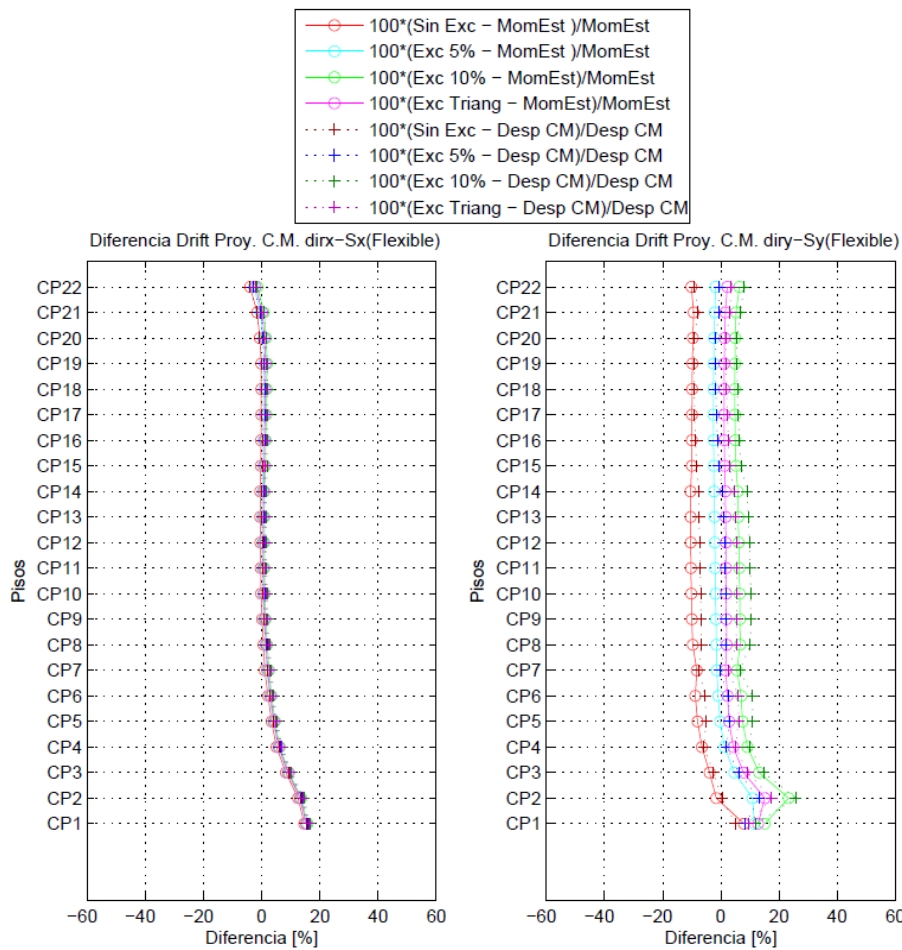 100*(Sin Exc − MomEst )/MomEst
100*(Exc 5% − MomEst )/MomEst
100*(Exc 10% − MomEst)/MomEst
100*(Exc Triang − MomEst)/MomEst
100*(Sin Exc − Desp CM)/Desp CM
100*(Exc 5% − Desp CM)/Desp CM
100*(Exc 10% − Desp CM)/Desp CM
100*(Exc Triang − Desp CM)/Desp CM
Diferencia Drift Proy. C.M. dirx−Sx(Flexible)
CP22
CP21
CP20
CP19
CP18
CP17
CP16
CP15
CP14
CP13
CP12
CP11
CP10
CP9
CP8
CP7
CP6
CP5
CP4
CP3
CP2
CP1
Pisos
−60 −40 −20 0 20 40 60
Diferencia [%]
Diferencia Drift Proy. C.M. diry−Sy(Flexible)
CP22
CP21
CP20
CP19
CP18
CP17
CP16
CP15
CP14
CP13
CP12
CP11
CP10
CP9
CP8
CP7
CP6
CP5
CP4
CP3
CP2
CP1
Pisos
−60 −40 −20 0 20 40 60
Diferencia [%]